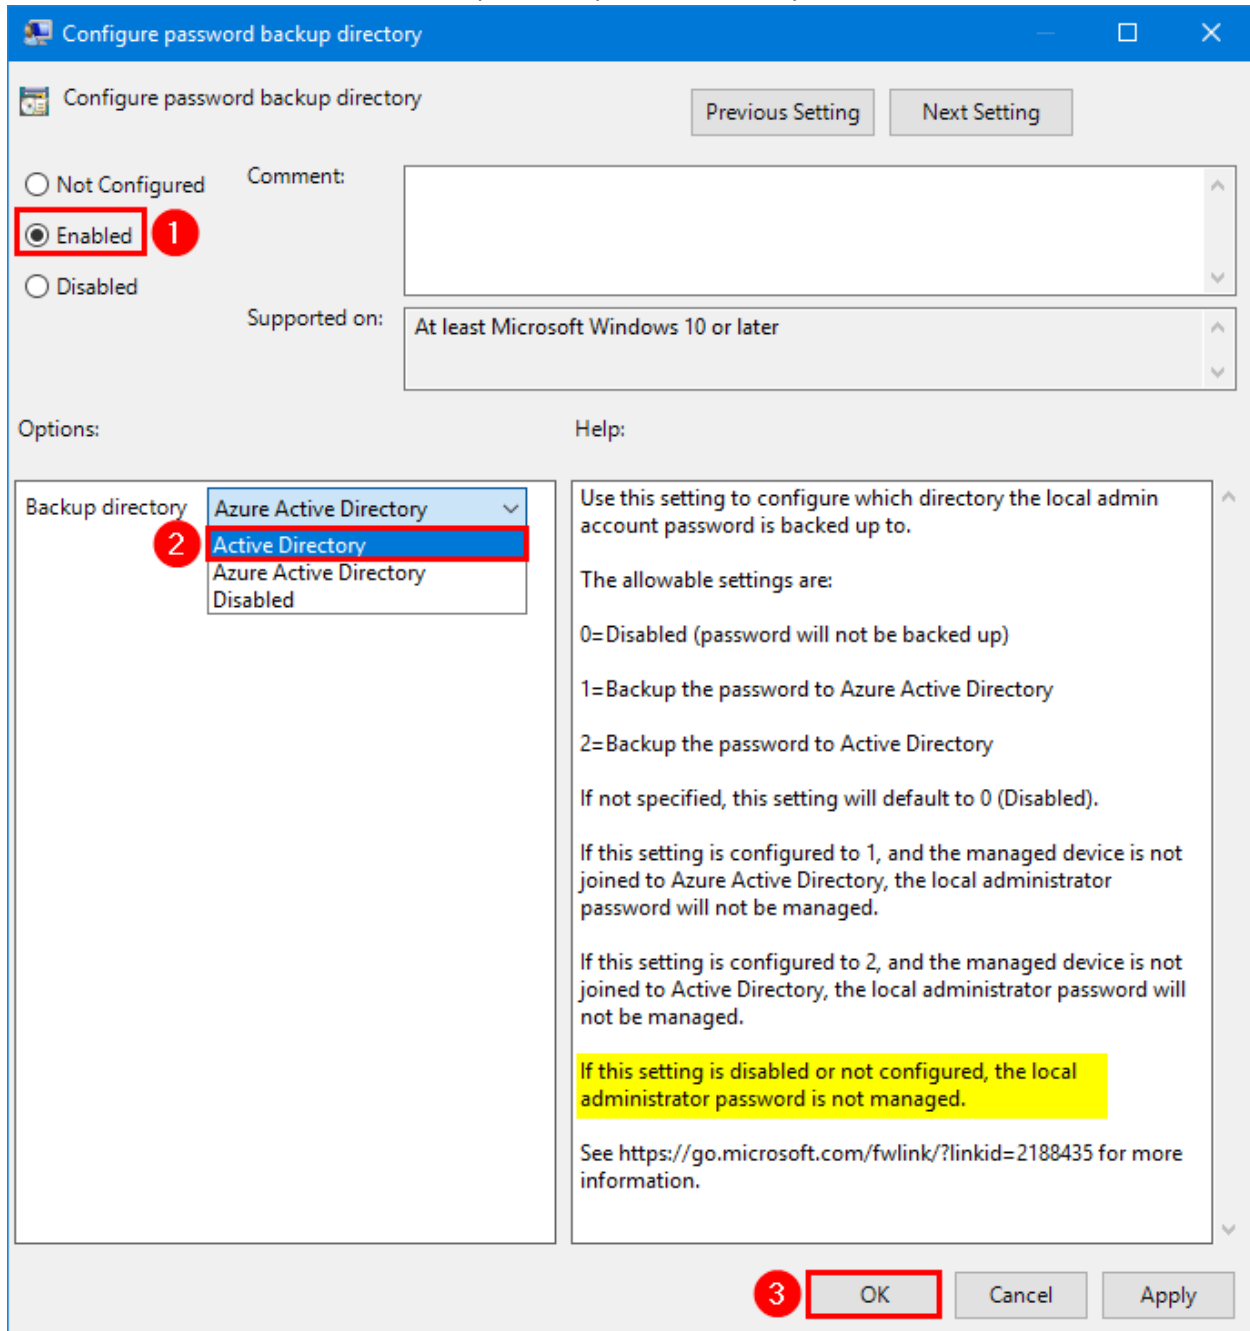 Configure password backup directory
Configure password backup directory
Previous Setting
Next Setting
Not Configured
Comment:
Enabled
1
Disabled
Supported on:
At least Microsoft Windows 10 or later
Options:
Help:
Backup directory
Azure Active Directory
2
Active Directory
Azure Active Directory
Disabled
Use this setting to configure which directory the local admin
account password is backed up to.
The allowable settings are:
0=Disabled (password will not be backed up)
1=Backup the password to Azure Active Directory
2=Backup the password to Active Directory
If not specified, this setting will default to 0 (Disabled).
If this setting is configured to 1, and the managed device is not
joined to Azure Active Directory, the local administrator
password will not be managed.
If this setting is configured to 2, and the managed device is not
joined to Active Directory, the local administrator password will
not be managed.
If this setting is disabled or not configured, the local
administrator password is not managed.
See https://go.microsoft.com/fwlink/?linkid=2188435 for more
information.
3
OK
Cancel
Apply